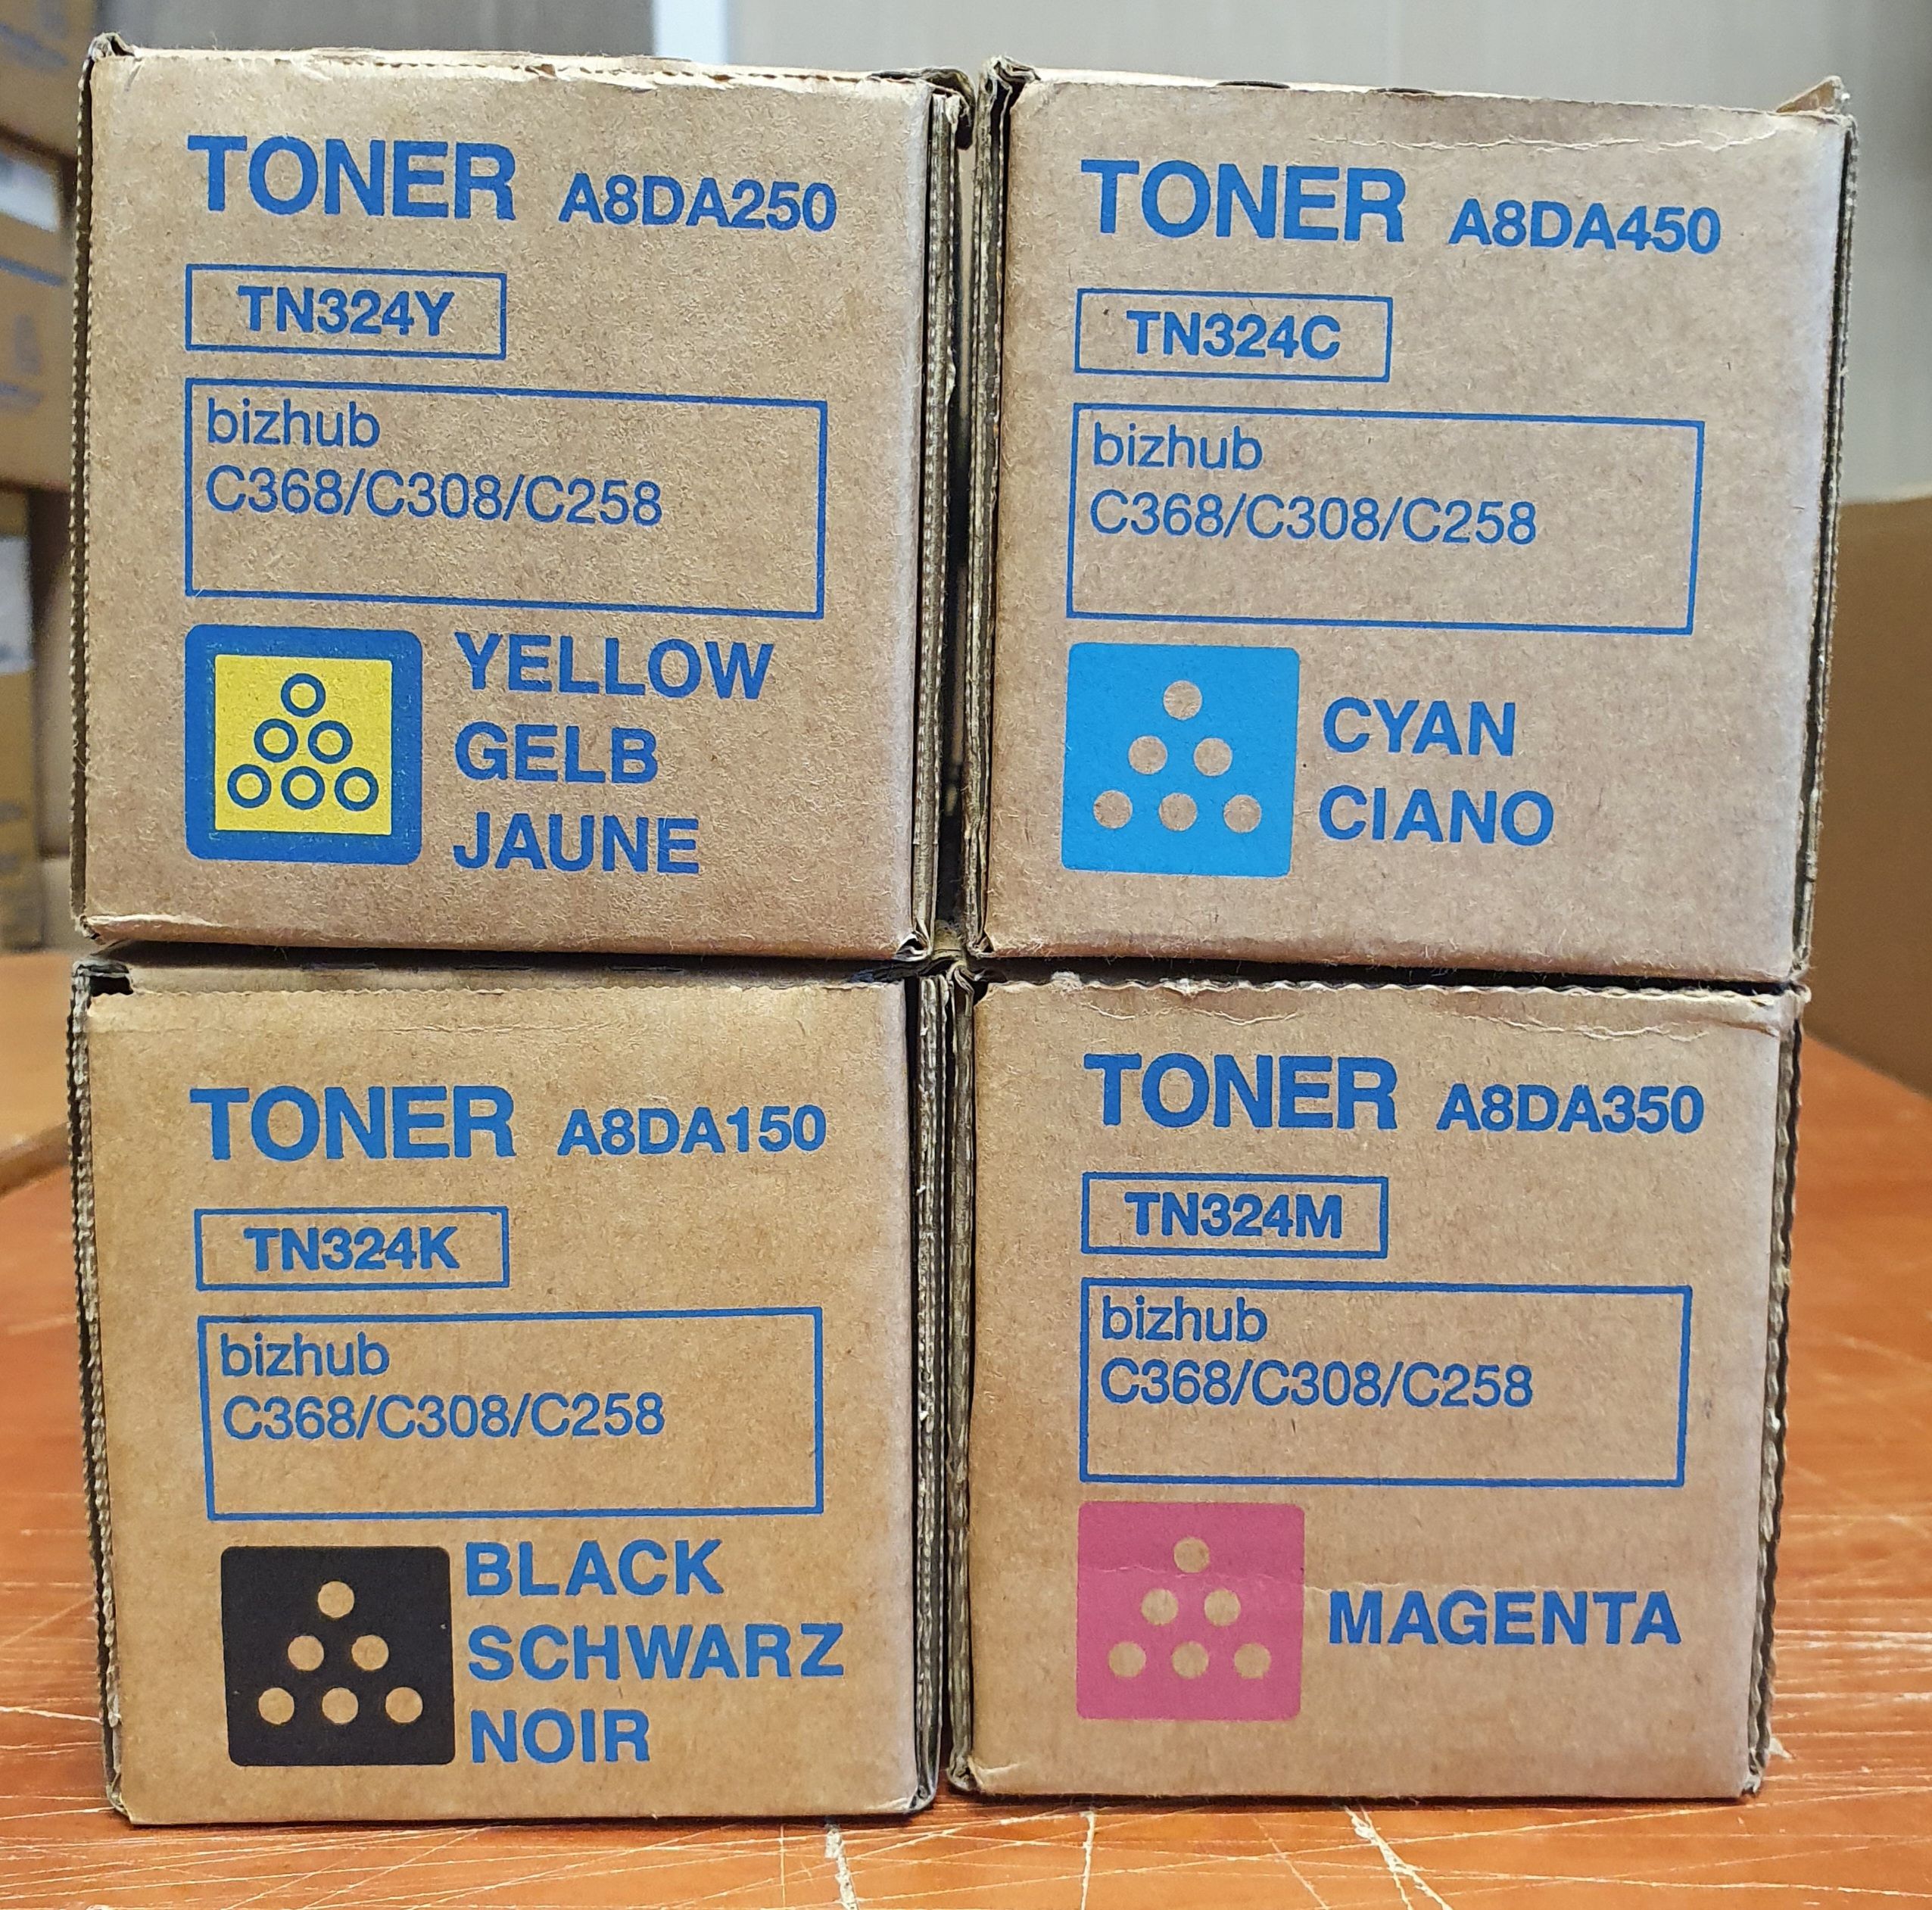 TONER A8DA250
TN324Y
bizhub
C368/C308/C258
YELLOW
GELB
JAUNE
TONER A8DA450
TN324C
bizhub
C368/C308/C258
CYAN
CIANO
TONER A8DA150
TN324K
bizhub
C368/C308/C258
BLACK
SCHWARZ
NOIR
TONER A8DA350
TN324M
bizhub
C368/C308/C258
MAGENTA